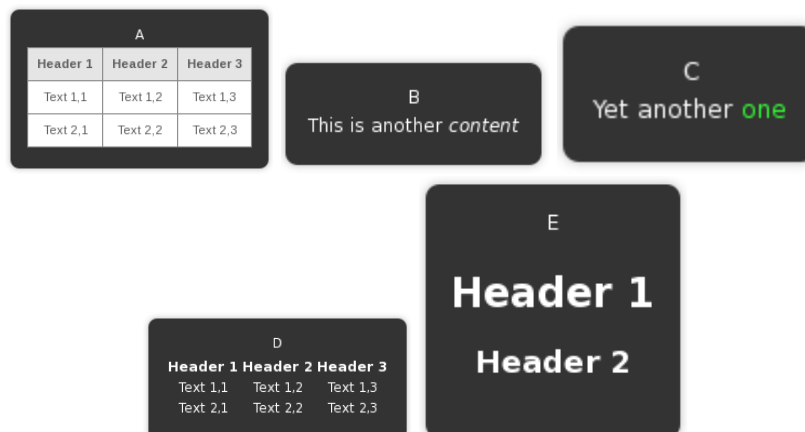 A
Header 1 Header 2 Header 3
Text 1,1 Text 1,2 Text 1,3
Text 2,1 Text 2,2 Text 2,3
B
This is another content
C
Yet another one
D
Header 1 Header 2 Header 3
Text 1,1 Text 1,2 Text 1,3
Text 2,1 Text 2,2 Text 2,3
E
Header 1
Header 2